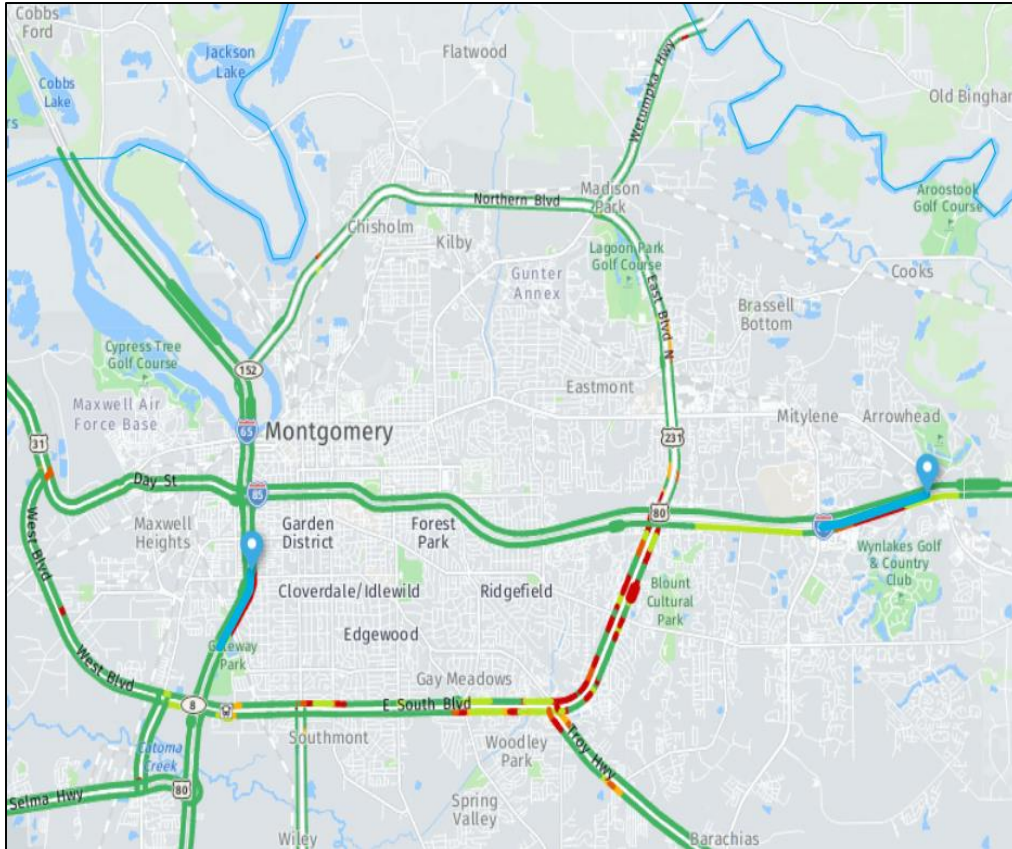 Cobbs
Ford
Jackson
Lake
Flatwood
Wetumpka Hwy
Cobbs
Lake
ers
Old Bingham
Northern Blvd
Madison
Park
Aroostook
Golf Course
Chisholm
Kilby
Lagoon Park
Golf Course
Gunter
Annex
Cooks
East Blvd N
Brassell
Bottom
Cypress Tree
Golf Course
152
Eastmont
Maxwell Air
Force Base
65
Montgomery
Mitylene
Arrowhead
31
231
Day St
85
80
West Blvd
Maxwell
Heights
Garden
District
Forest
Park
Wynlakes Golf
& Country
Club
Cloverdale/Idlewild
Ridgefield
Blount
Cultural
Park
Edgewood
Gateway
Park
West Blvd
Gay Meadows
8
E South Blvd
Southmont
Woodley
Park
Troy Hwy
Catoma
Creek
80
Selma Hwy
Spring
Valley
Wiley
Barachias